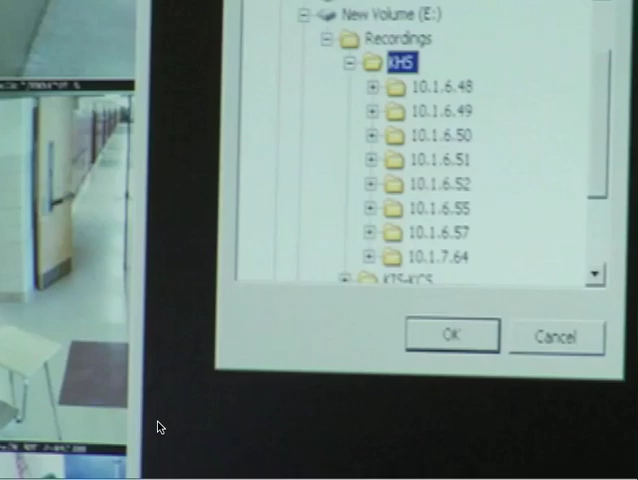 New Volume (E:)
Recordings
KHS
10.1.6.48
10.1.6.49
10.1.6.50
10.1.6.51
10.1.6.52
10.1.6.55
10.1.6.57
10.1.7.64
OK
Cancel